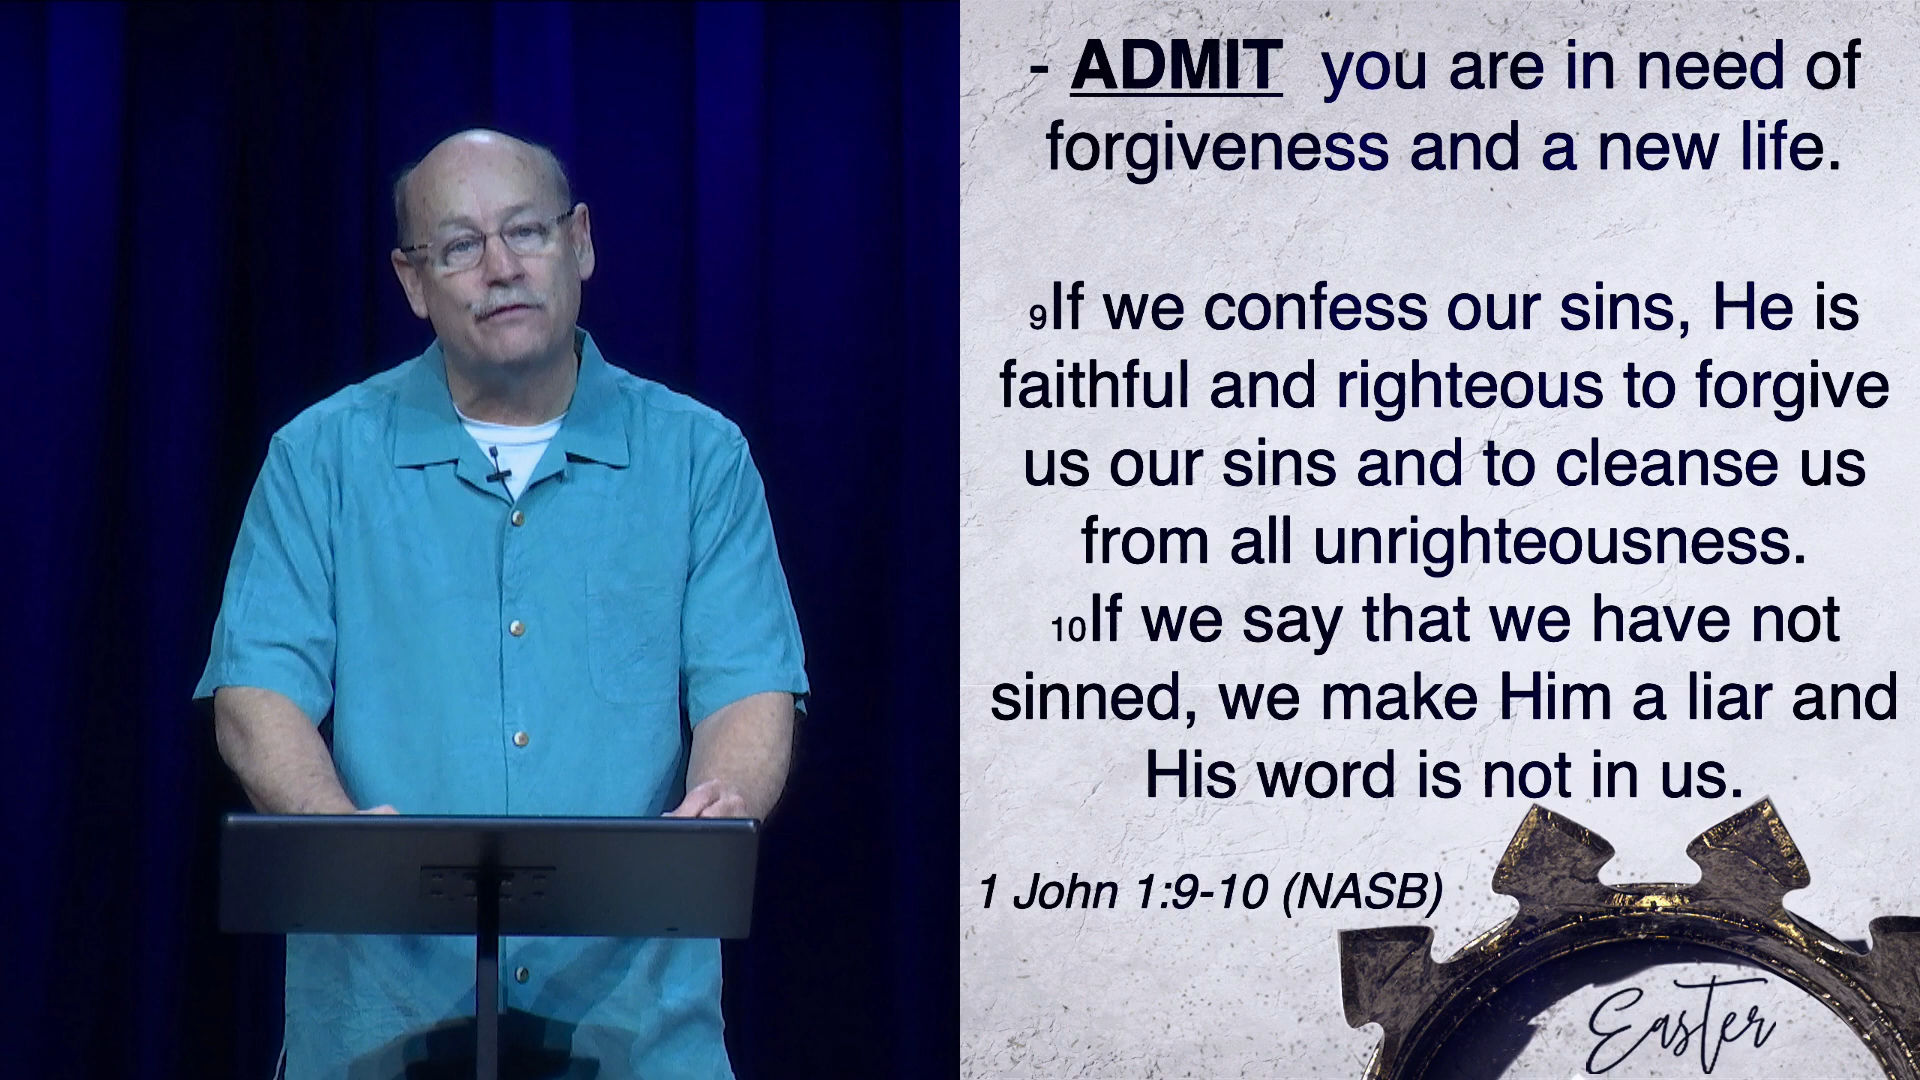 - ADMIT you are in need of
forgiveness and a new life.
9If we confess our sins, He is
faithful and righteous to forgive
us our sins and to cleanse us
from all unrighteousness.
10If we say that we have not
sinned, we make Him a liar and
His word is not in us.
1 John 1:9-10 (NASB)
Easter